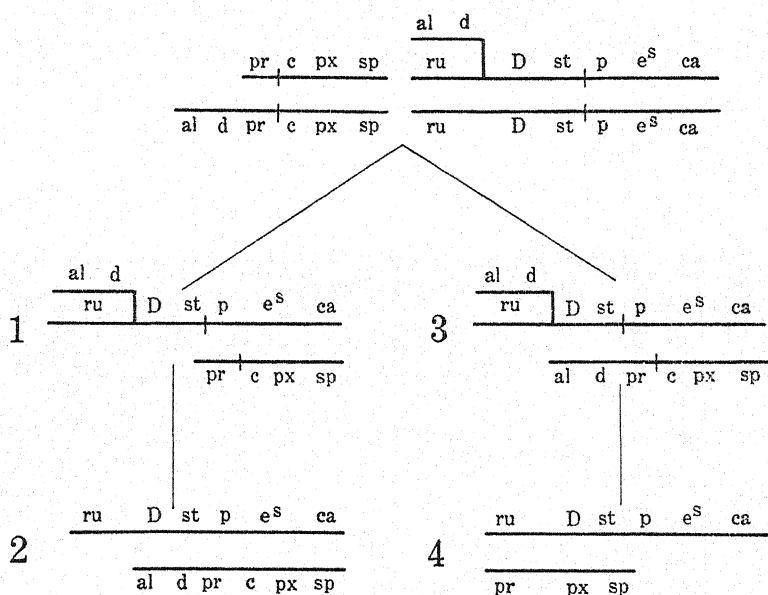 al d
pr c px sp ru D st p e^s ca
al d pr c px sp ru D st p e^s ca
al d
1 ru D st p e^s ca
pr c px sp
al d
3 ru D st p e^s ca
al d pr c px sp
2 ru D st p e^s ca
al d pr c px sp
4 ru D st p e^s ca
pr px sp